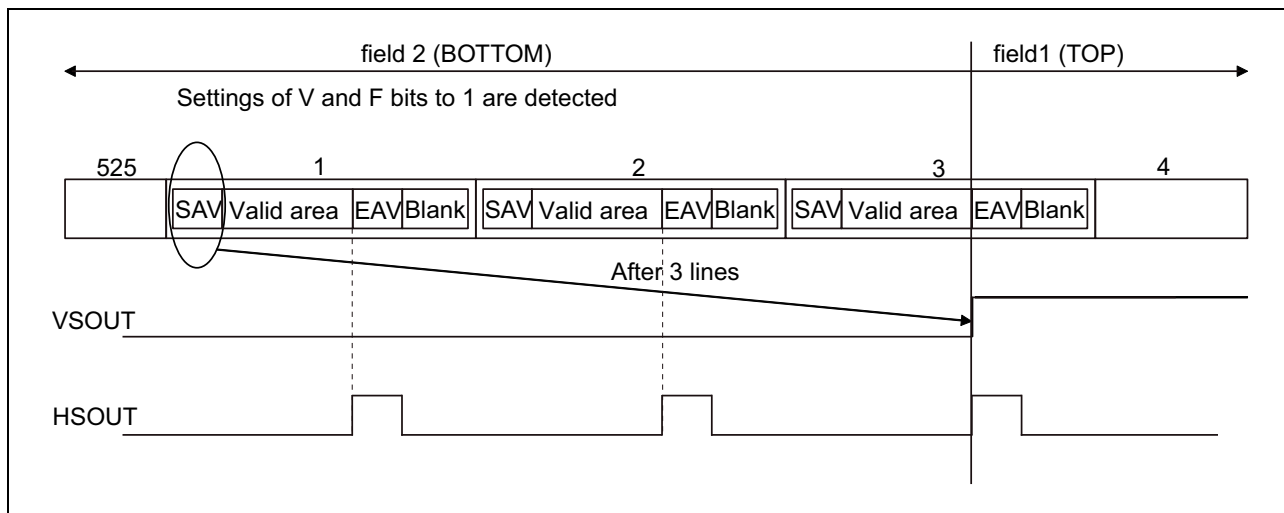 field 2 (BOTTOM) field1 (TOP)
Settings of V and F bits to 1 are detected
525 1 2 3 4
SAV Valid area EAV Blank SAV Valid area EAV Blank SAV Valid area EAV Blank
After 3 lines
VSOUT
HSOUT